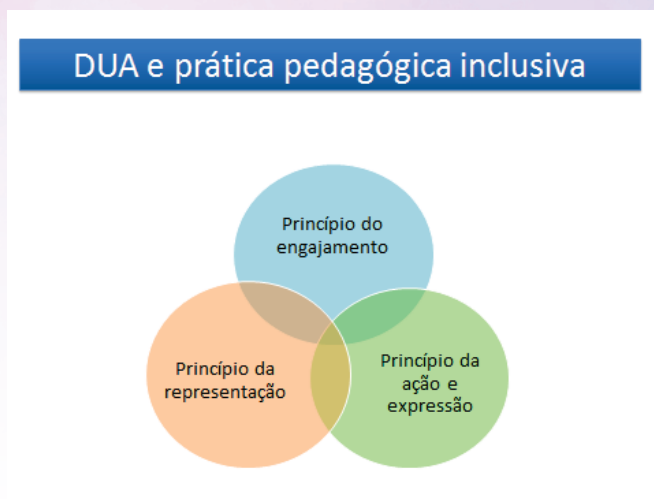 DUA e prática pedagógica inclusiva
Princípio do
engajamento
Princípio da
representação
Princípio da
ação e
expressão